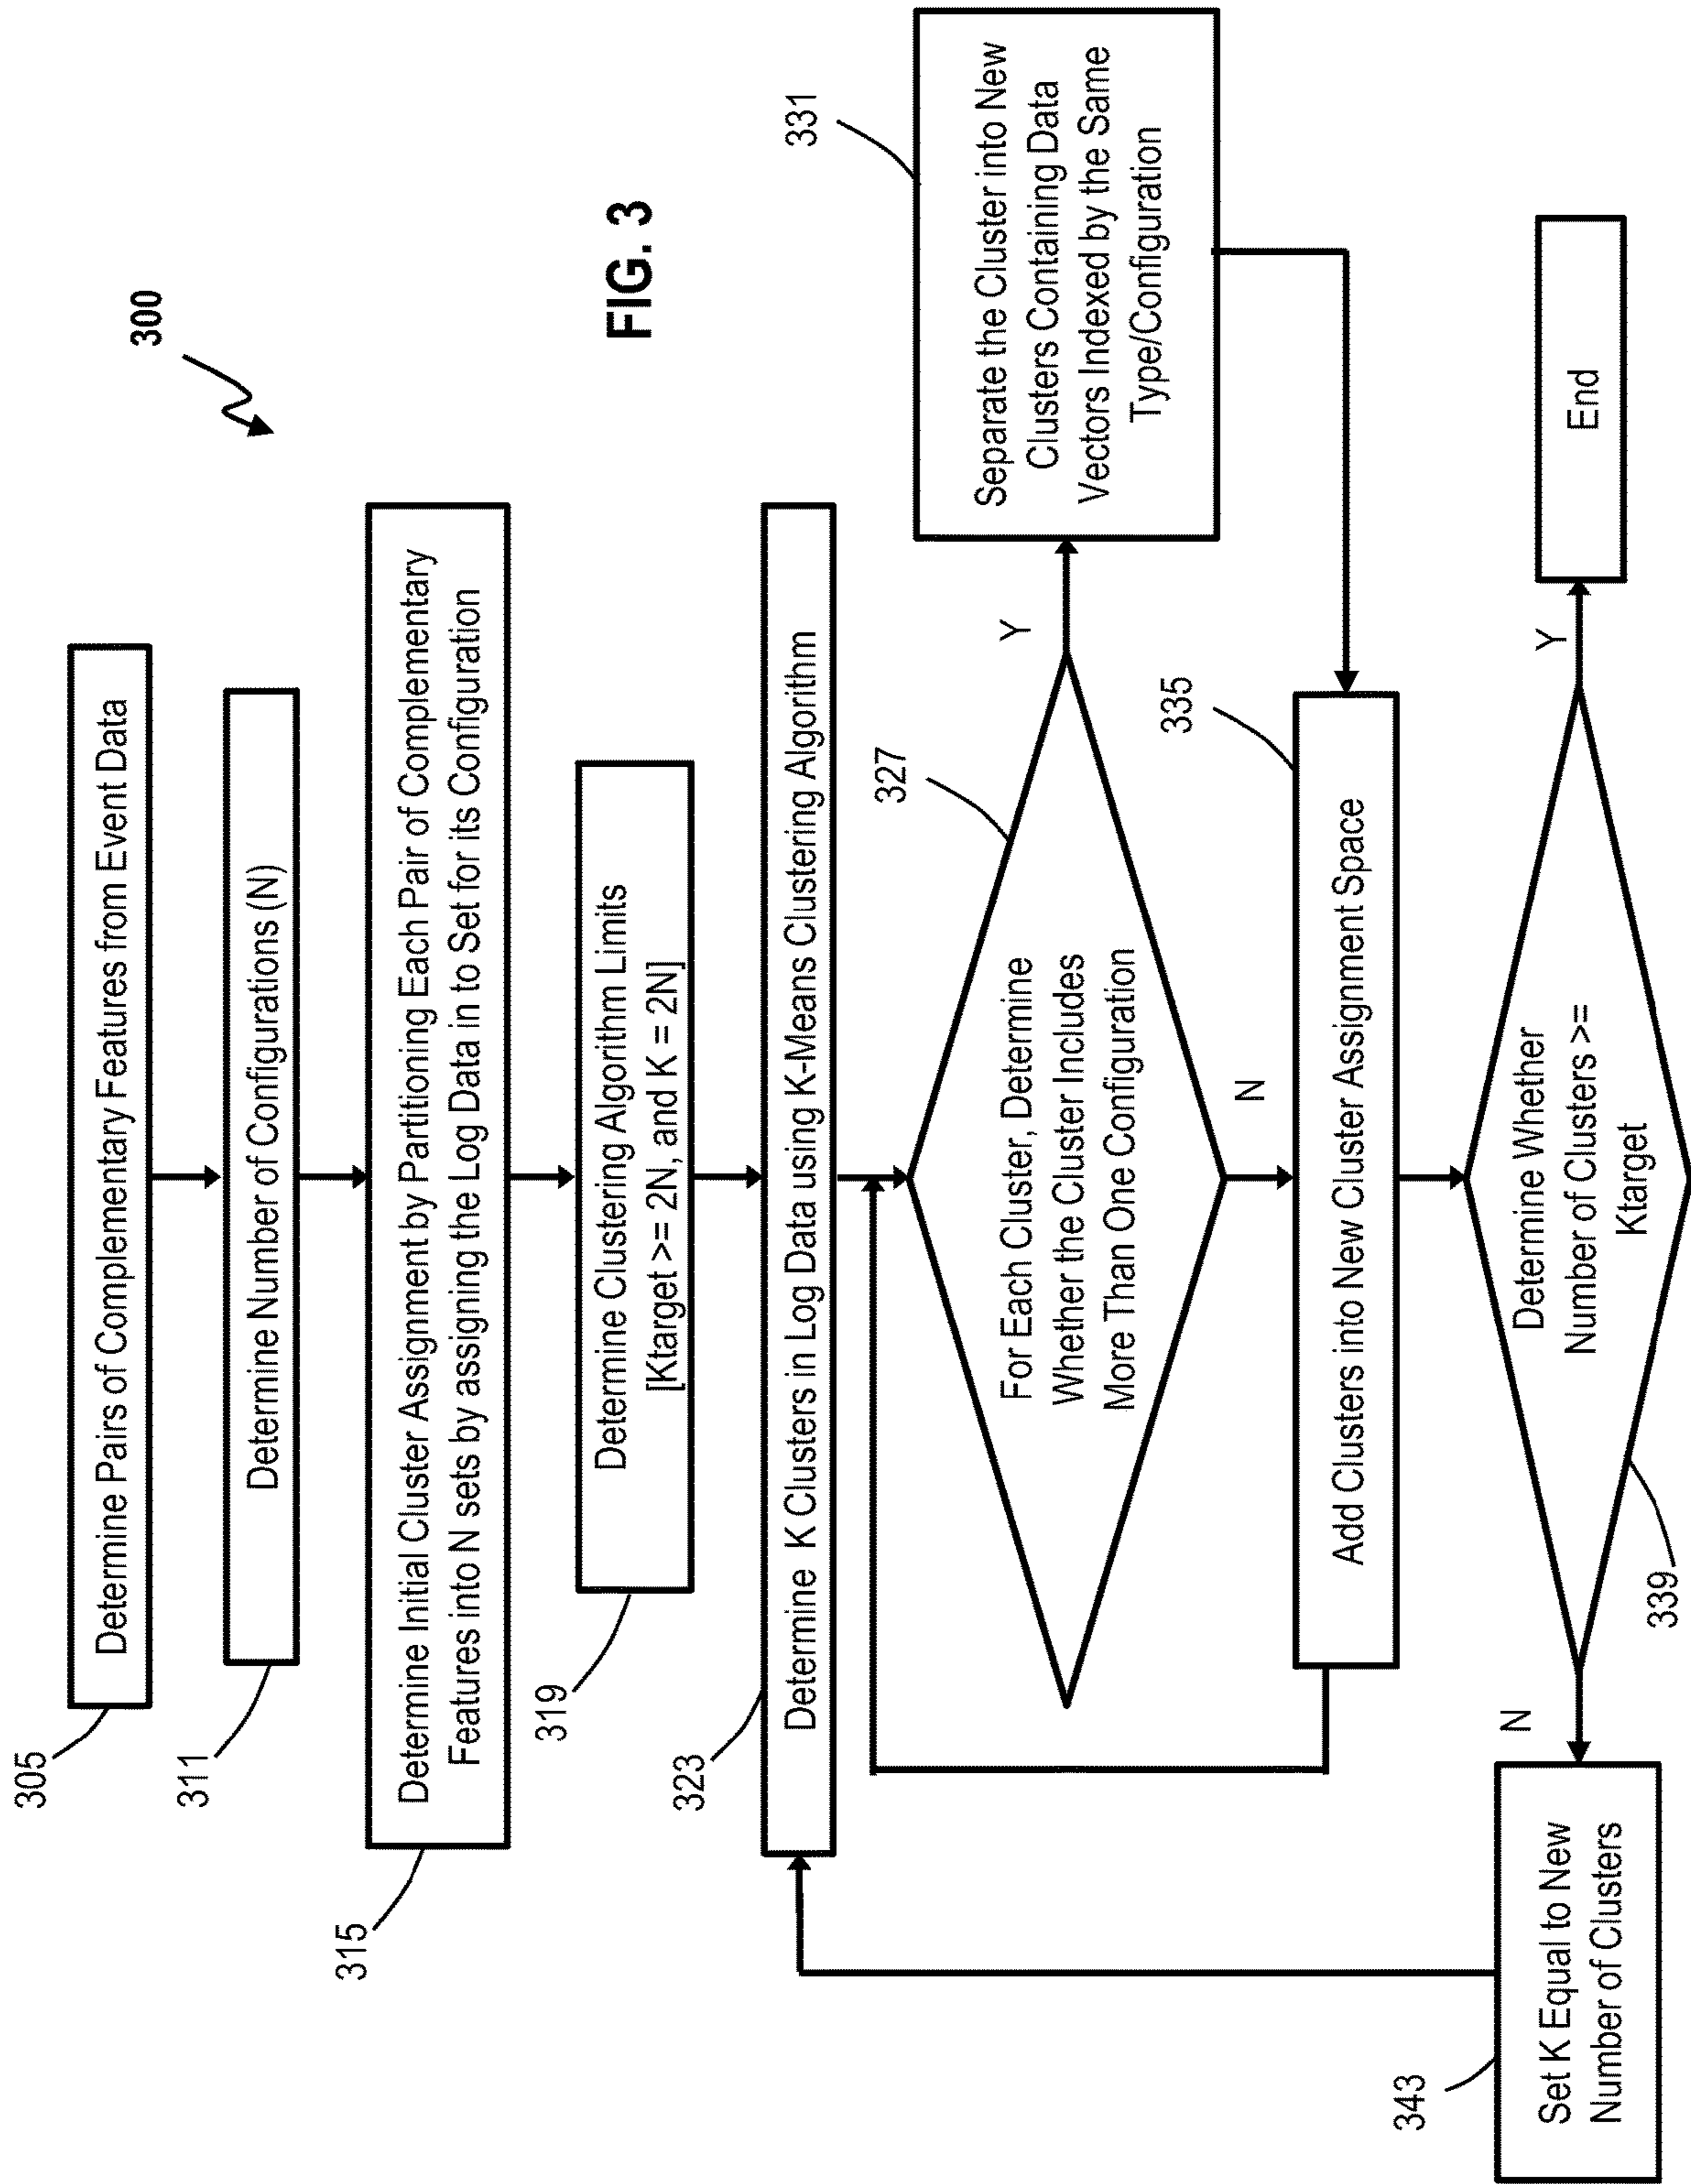 300
305
Determine Pairs of Complementary Features from Event Data
311
Determine Number of Configurations (N)
315
Determine Initial Cluster Assignment by Partitioning Each Pair of Complementary
Features into N sets by assigning the Log Data in to Set for its Configuration
319
Determine Clustering Algorithm Limits
[Ktarget >= 2N, and K = 2N]
FIG. 3
323
Determine K Clusters in Log Data using K-Means Clustering Algorithm
327
For Each Cluster, Determine
Whether the Cluster Includes
More Than One Configuration
Y
N
331
Separate the Cluster into New
Clusters Containing Data
Vectors Indexed by the Same
Type/Configuration
335
Add Clusters into New Cluster Assignment Space
339
Determine Whether
Number of Clusters >=
Ktarget
Y
End
N
343
Set K Equal to New
Number of Clusters